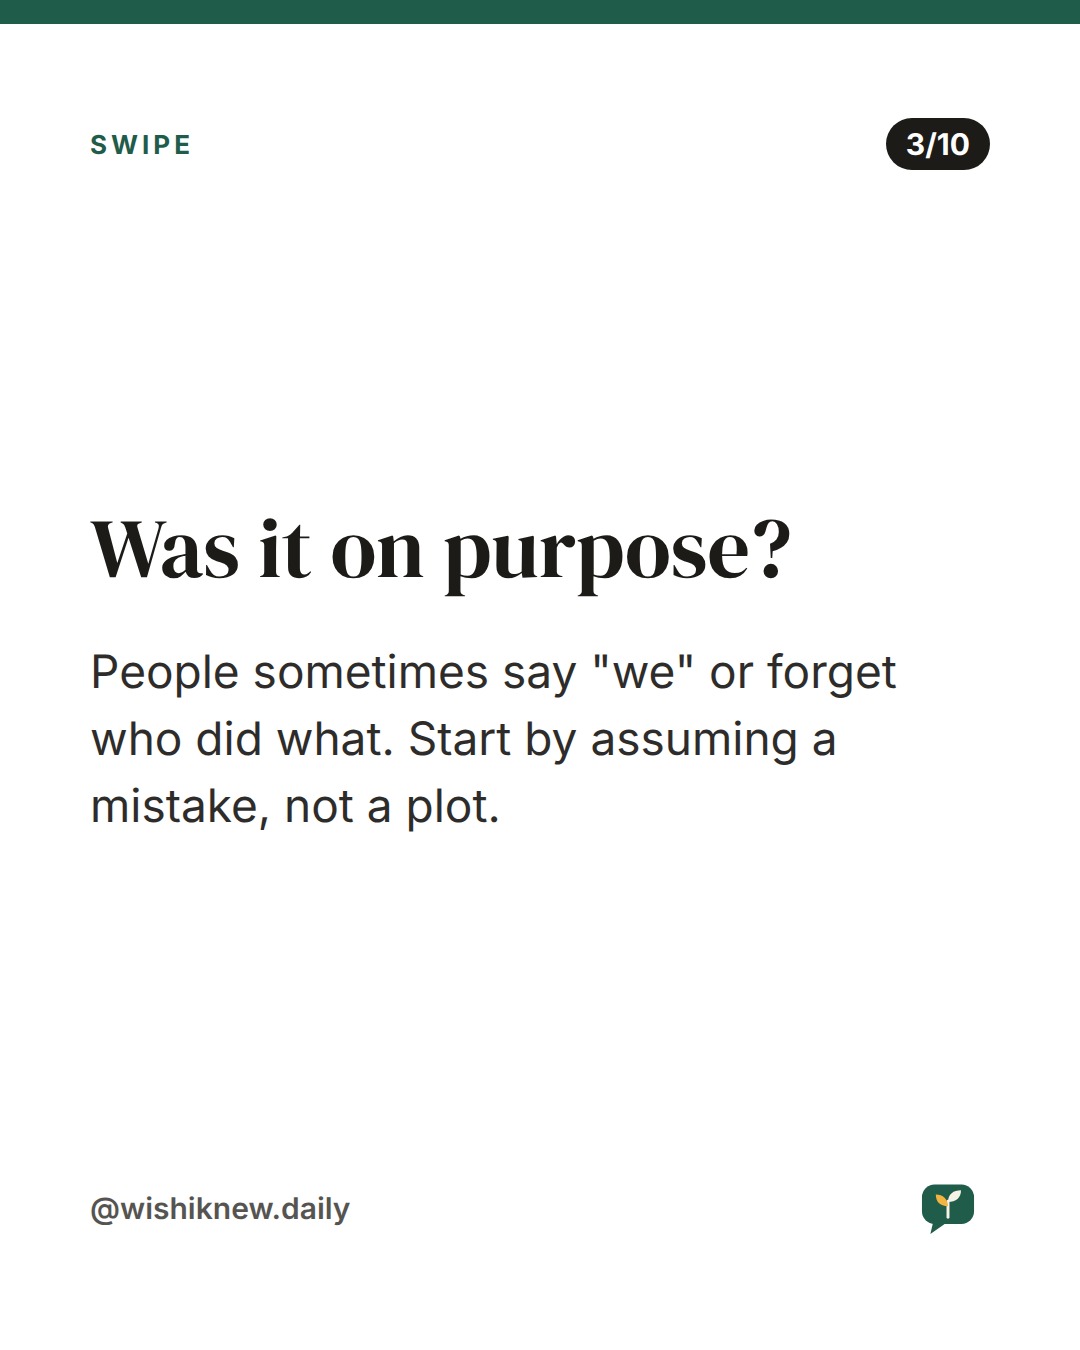 SWIPE
3/10
Was it on purpose?
People sometimes say "we" or forget
who did what. Start by assuming a
mistake, not a plot.
@wishiknew.daily